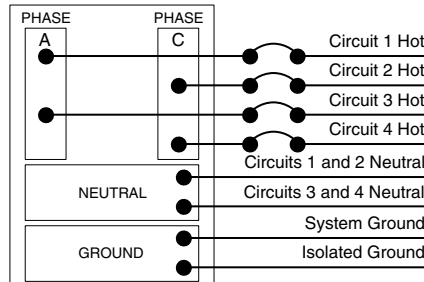 PHASE PHASE
A C
Circuit 1 Hot
Circuit 2 Hot
Circuit 3 Hot
Circuit 4 Hot
Circuits 1 and 2 Neutral
NEUTRAL
Circuits 3 and 4 Neutral
System Ground
GROUND
Isolated Ground